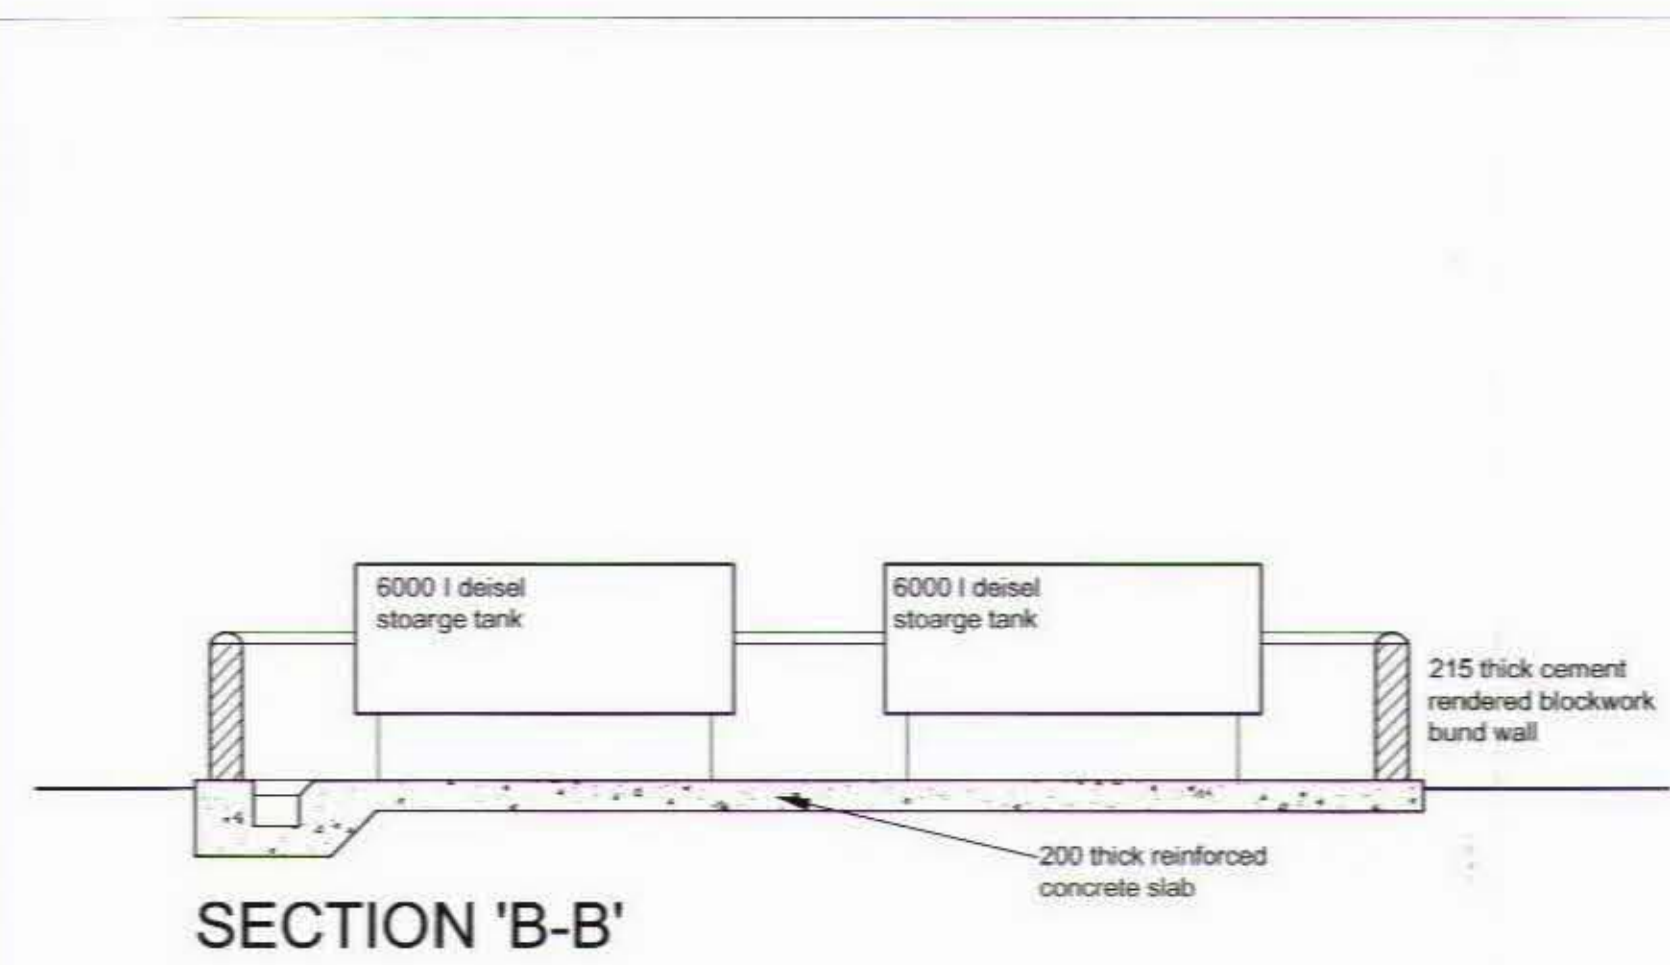 6000 l deisel
stoarge tank
6000 l deisel
stoarge tank
215 thick cement
rendered blockwork
bund wall
200 thick reinforced
concrete slab
SECTION 'B-B'